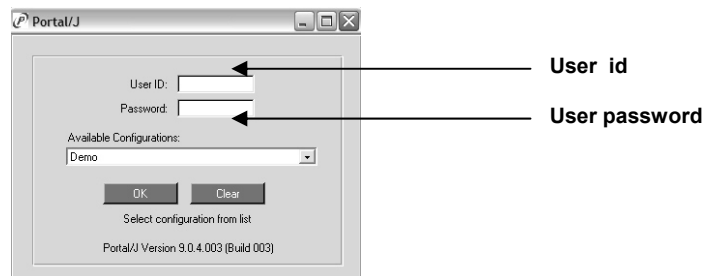 Portal/J
User id
User ID:
User password
Password:
Available Configurations:
Demo
OK Clear
Select configuration from list
Portal/J Version 9.0.4.003 (Build 003)